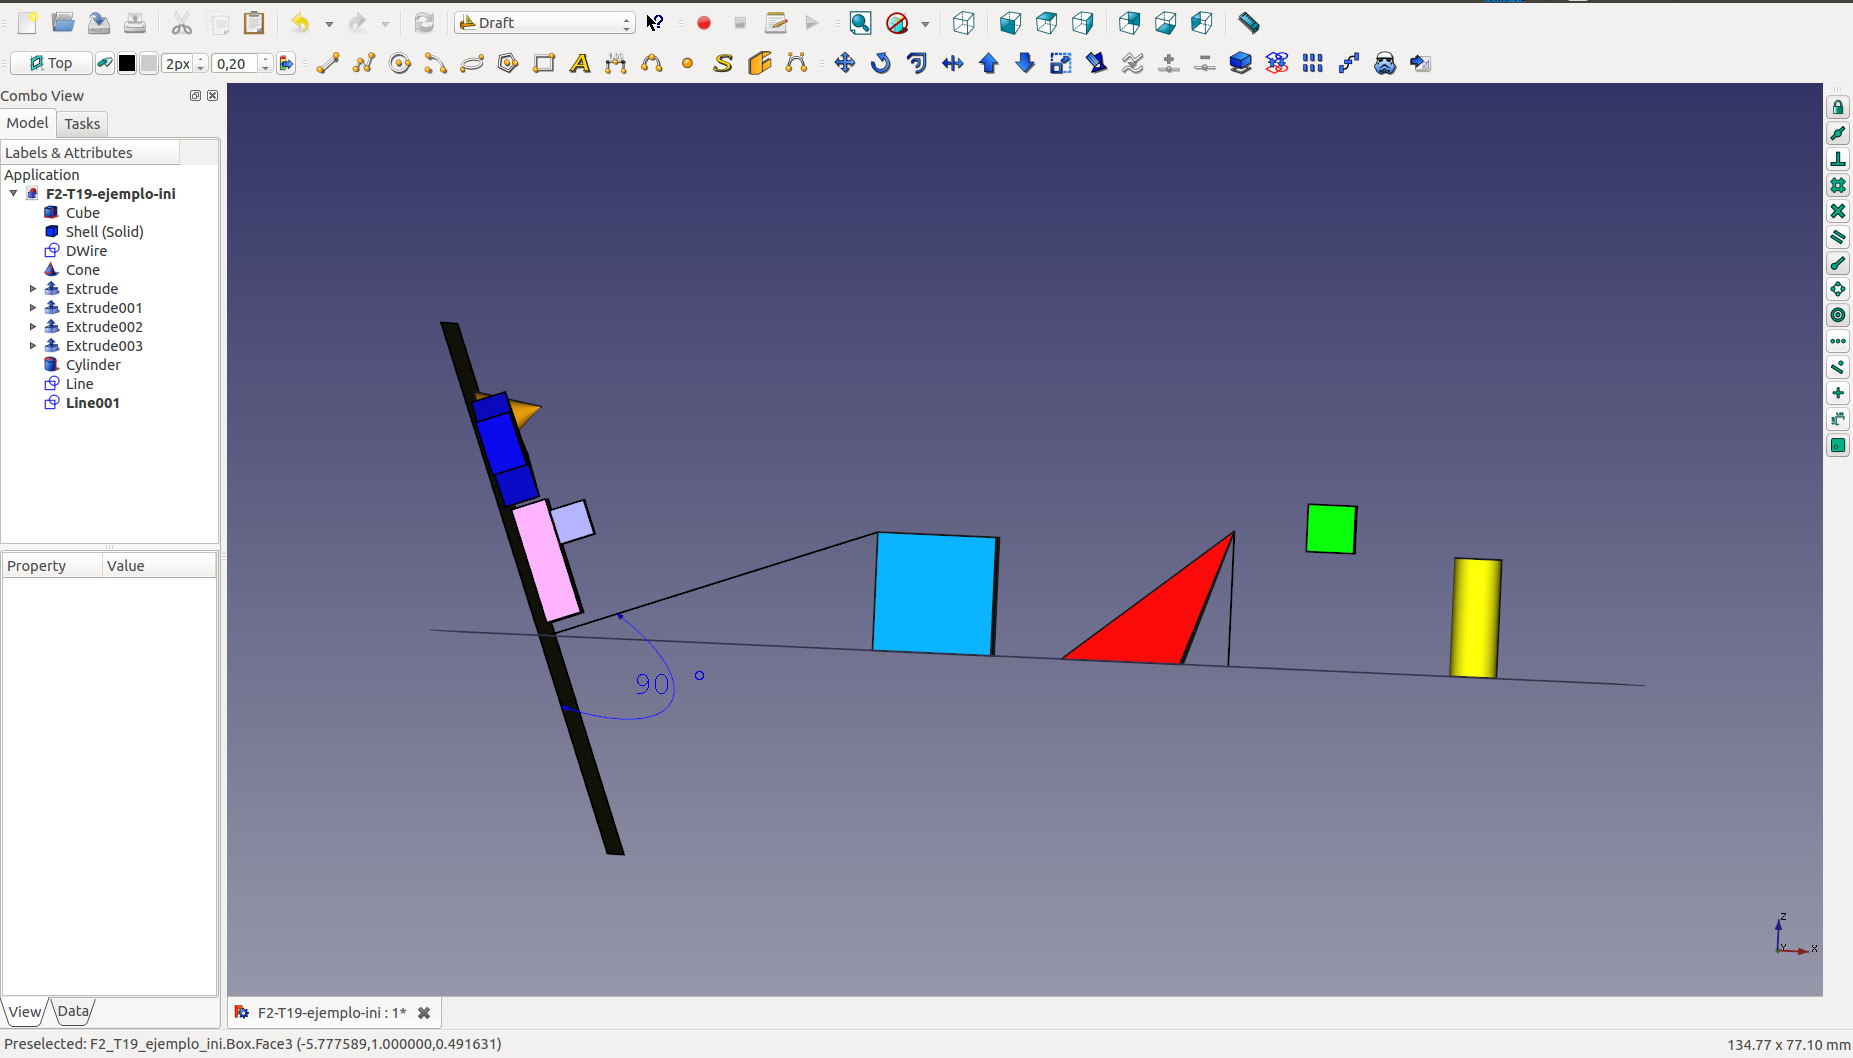 Draft
Top
2px
0,20
Combo View
Model
Tasks
Labels & Attributes
Application
F2-T19-ejemplo-ini
Cube
Shell (Solid)
DWire
Cone
Extrude
Extrude001
Extrude002
Extrude003
Cylinder
Line
Line001
Property
Value
90 °
Z
Y
X
View
Data
F2-T19-ejemplo-ini : 1*
Preselected: F2_T19_ejemplo_ini.Box.Face3 (-5.777589,1.000000,0.491631)
134.77 x 77.10 mm